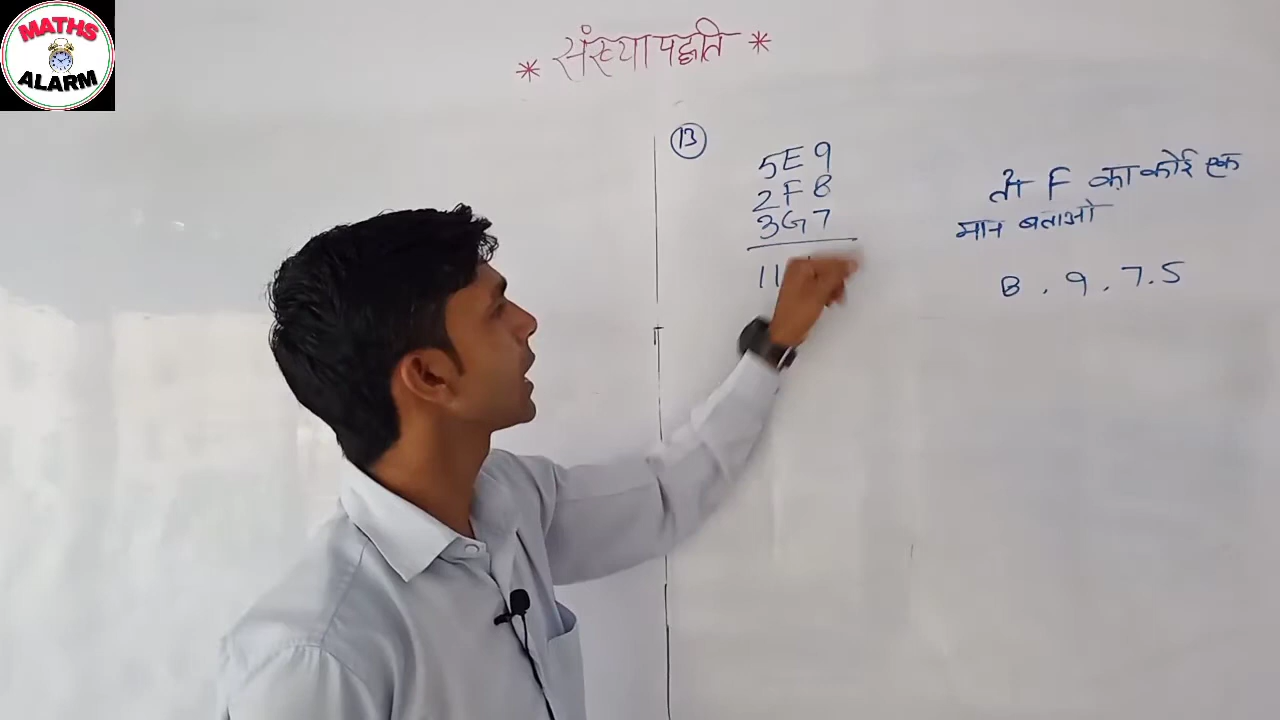 MATHS
ALARM
* संख्या पद्धति *
13
5E9
2F8
3G7
11
तो F का कोई एक
मान बताओ
8, 9, 7, 5